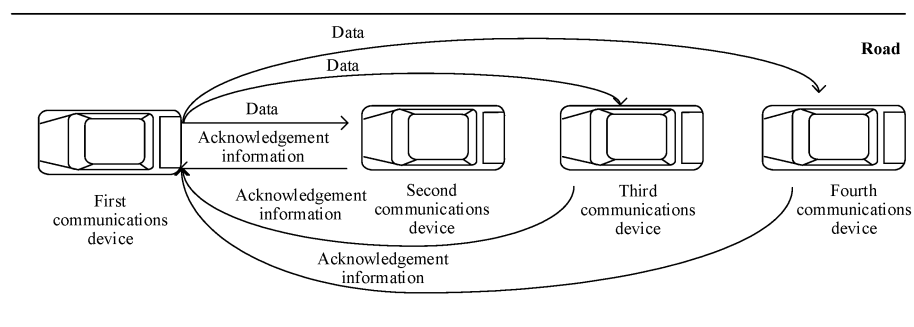 Data
Road
Data
Data
Acknowledgement
information
First
communications
device
Acknowledgement
information
Second
communications
device
Third
communications
device
Fourth
communications
device
Acknowledgement
information